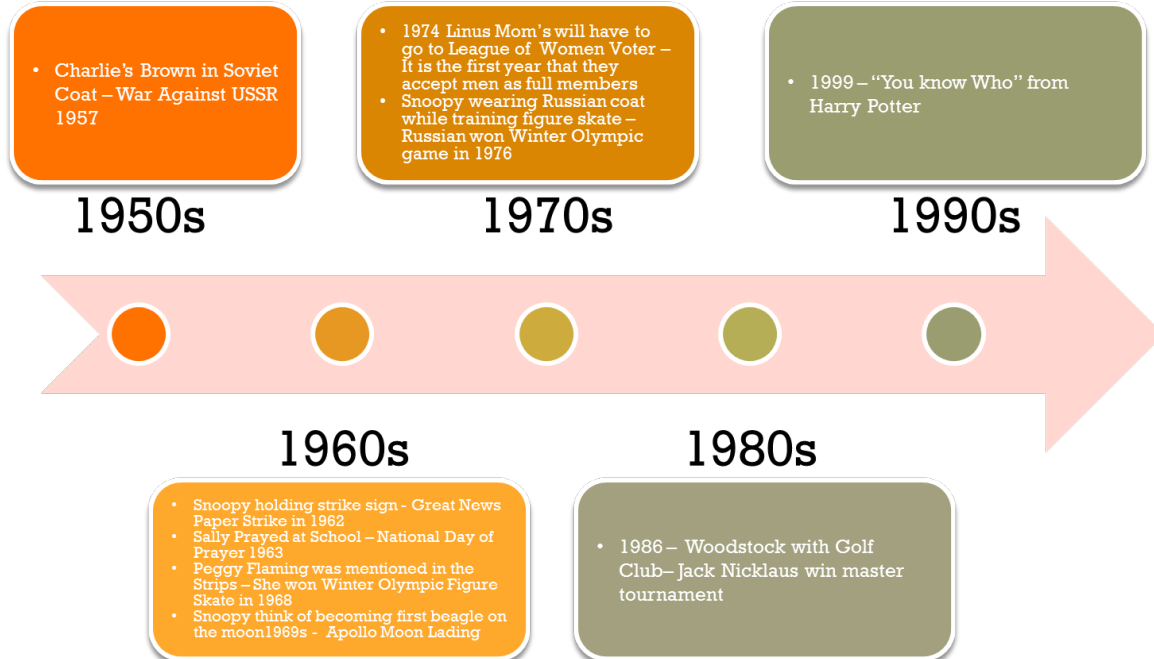 • Charlie's Brown in Soviet
Coat – War Against USSR
1957
1950s
• 1974 Linus Mom's will have to
go to League of Women Voter –
It is the first year that they
accept men as full members
• Snoopy wearing Russian coat
while training figure skate –
Russian won Winter Olympic
game in 1976
1970s
• 1999 – “You know Who” from
Harry Potter
1990s
1960s
• Snoopy holding strike sign - Great News
Paper Strike in 1962
• Sally Prayed at School – National Day of
Prayer 1963
• Peggy Flaming was mentioned in the
Strips – She won Winter Olympic Figure
Skate in 1968
• Snoopy think of becoming first beagle on
the moon1969s - Apollo Moon Lading
1980s
• 1986 – Woodstock with Golf
Club– Jack Nicklaus win master
tournament